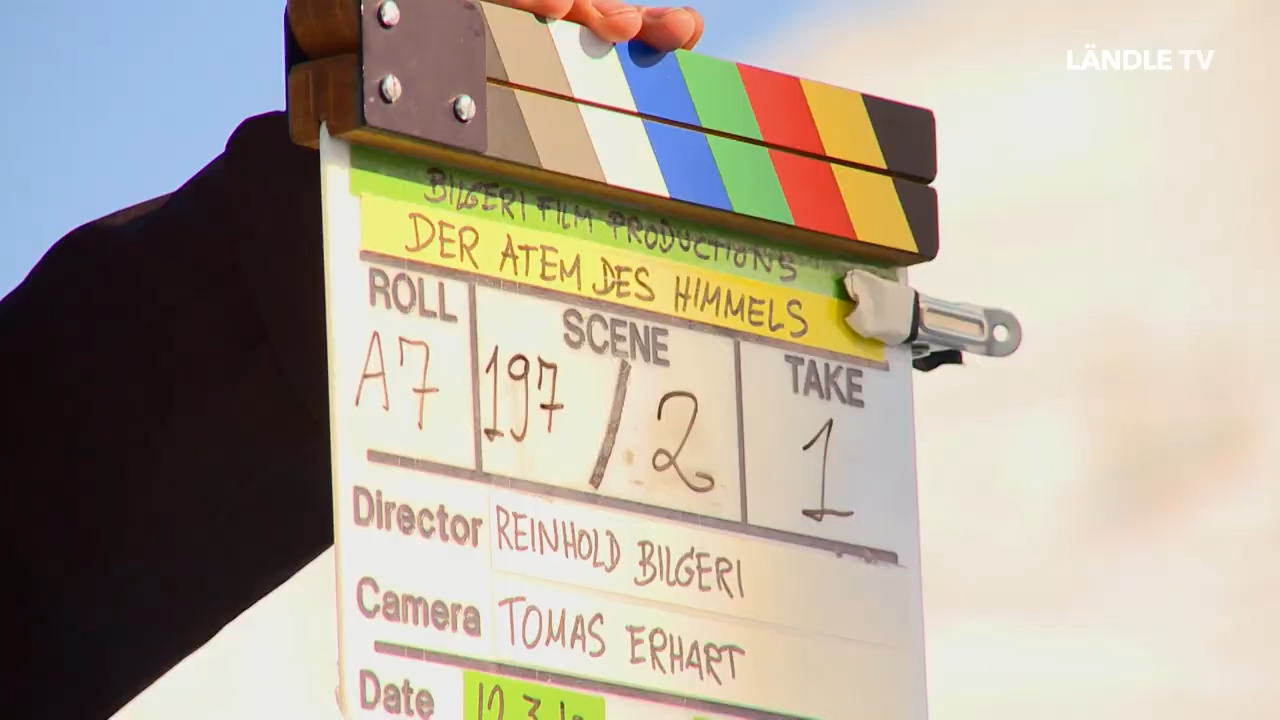 LÄNDLE TV
BILGERI FILM PRODUCTIONS
DER ATEM DES HIMMELS
ROLL SCENE TAKE
A7 197/2 1
Director REINHOLD BILGERI
Camera TOMAS ERHART
Date